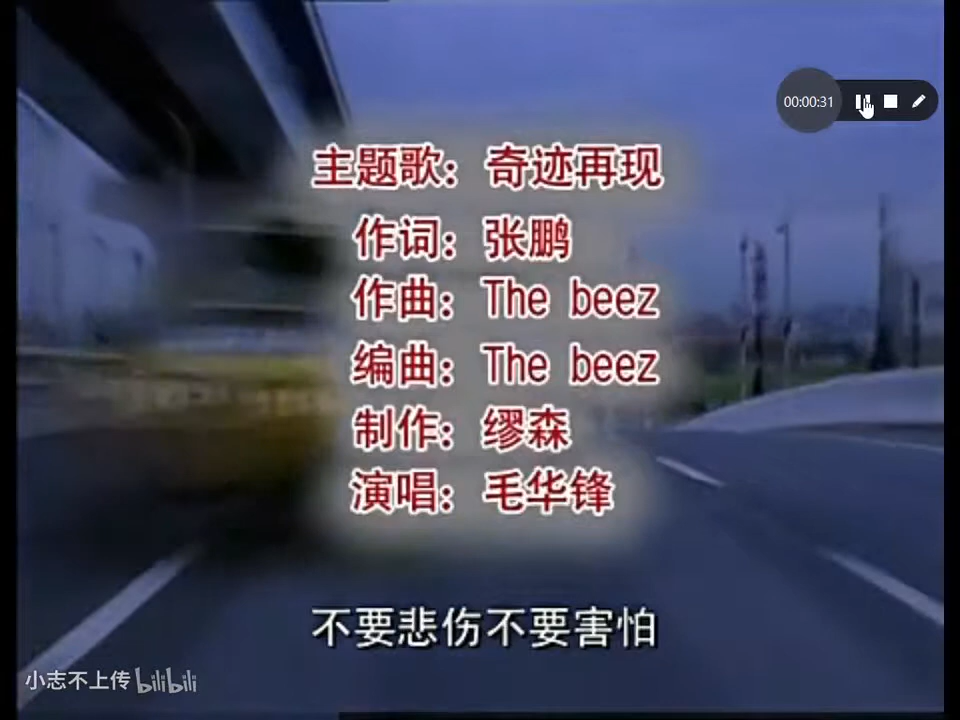 00:00:31
主题歌：奇迹再现
作词：张鹏
作曲：The beez
编曲：The beez
制作：缪森
演唱：毛华锋
不要悲伤不要害怕
小志不上传 bilibili